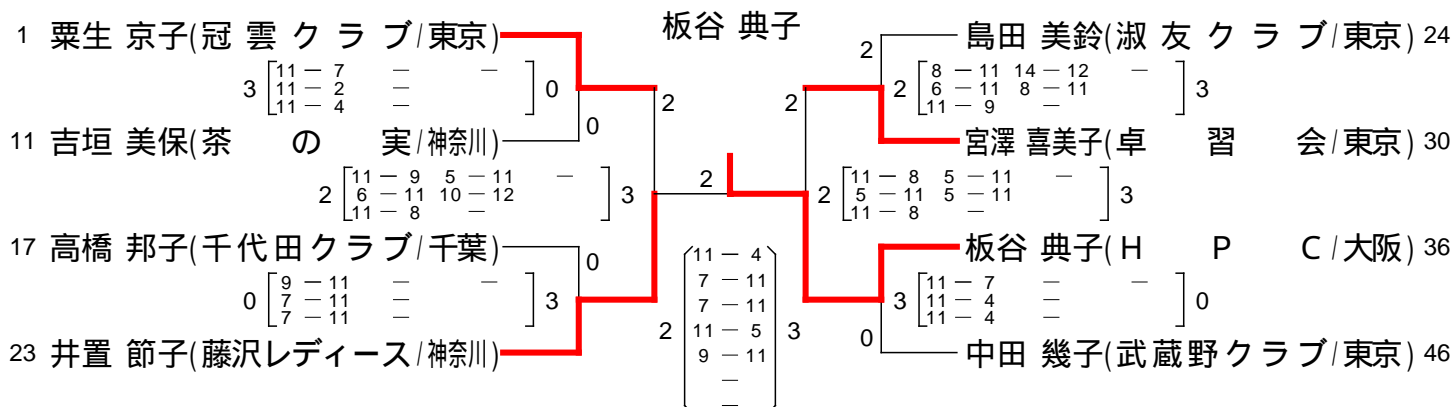 板谷 典子
1 粟生 京子(冠雲クラブ/東京)
3 [11 － 7 － －
11 － 2 －
11 － 4 －] 0
0
2
11 吉垣 美保(茶の実/神奈川)
2 [11 － 9 5 － 11 －
6 － 11 10 － 12
11 － 8 －] 3
17 高橋 邦子(千代田クラブ/千葉)
0
0 [9 － 11 － －
7 － 11 －
7 － 11 －] 3
23 井置 節子(藤沢レディース/神奈川)
2
2 (11 － 4
7 － 11
7 － 11
11 － 5
9 － 11
－
－) 3
島田 美鈴(淑友クラブ/東京) 24
2
2 [8 － 11 14 － 12 －
6 － 11 8 － 11
11 － 9 －] 3
2
宮澤 喜美子(卓習会/東京) 30
2 [11 － 8 5 － 11 －
5 － 11 5 － 11
11 － 8 －] 3
板谷 典子(HPC/大阪) 36
3 [11 － 7 － －
11 － 4 －
11 － 4 －] 0
0
中田 幾子(武蔵野クラブ/東京) 46